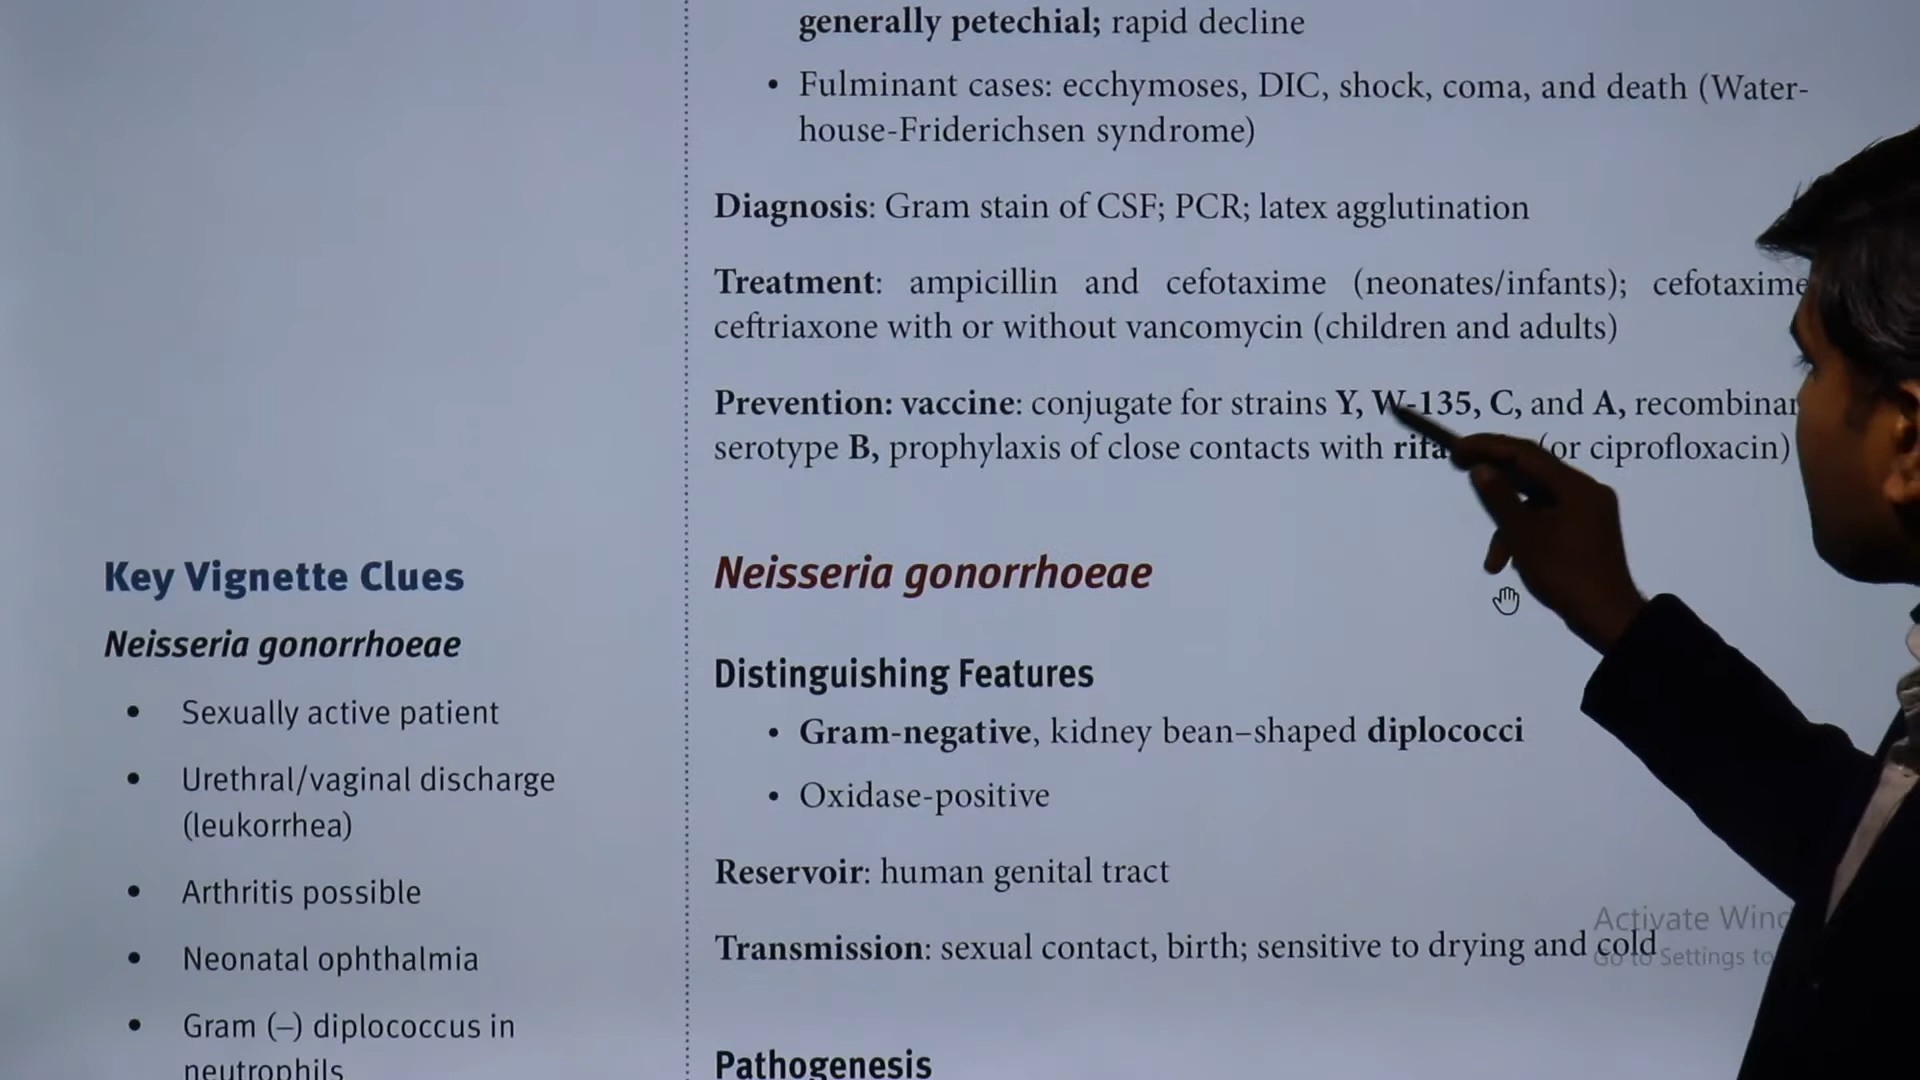 generally petechial; rapid decline
• Fulminant cases: ecchymoses, DIC, shock, coma, and death (Water-
house-Friderichsen syndrome)
Diagnosis: Gram stain of CSF; PCR; latex agglutination
Treatment: ampicillin and cefotaxime (neonates/infants); cefotaxime
ceftriaxone with or without vancomycin (children and adults)
Prevention: vaccine: conjugate for strains Y, W-135, C, and A,
serotype B, prophylaxis of close contacts with (or ciprofloxacin)
Key Vignette Clues
Neisseria gonorrhoeae
• Sexually active patient
• Urethral/vaginal discharge
(leukorrhea)
• Arthritis possible
• Neonatal ophthalmia
• Gram (–) diplococcus in
neutrophils
Neisseria gonorrhoeae
Distinguishing Features
• Gram-negative, kidney bean–shaped diplococci
• Oxidase-positive
Reservoir: human genital tract
Transmission: sexual contact, birth; sensitive to drying and cold
Pathogenesis
Activate
Settings to